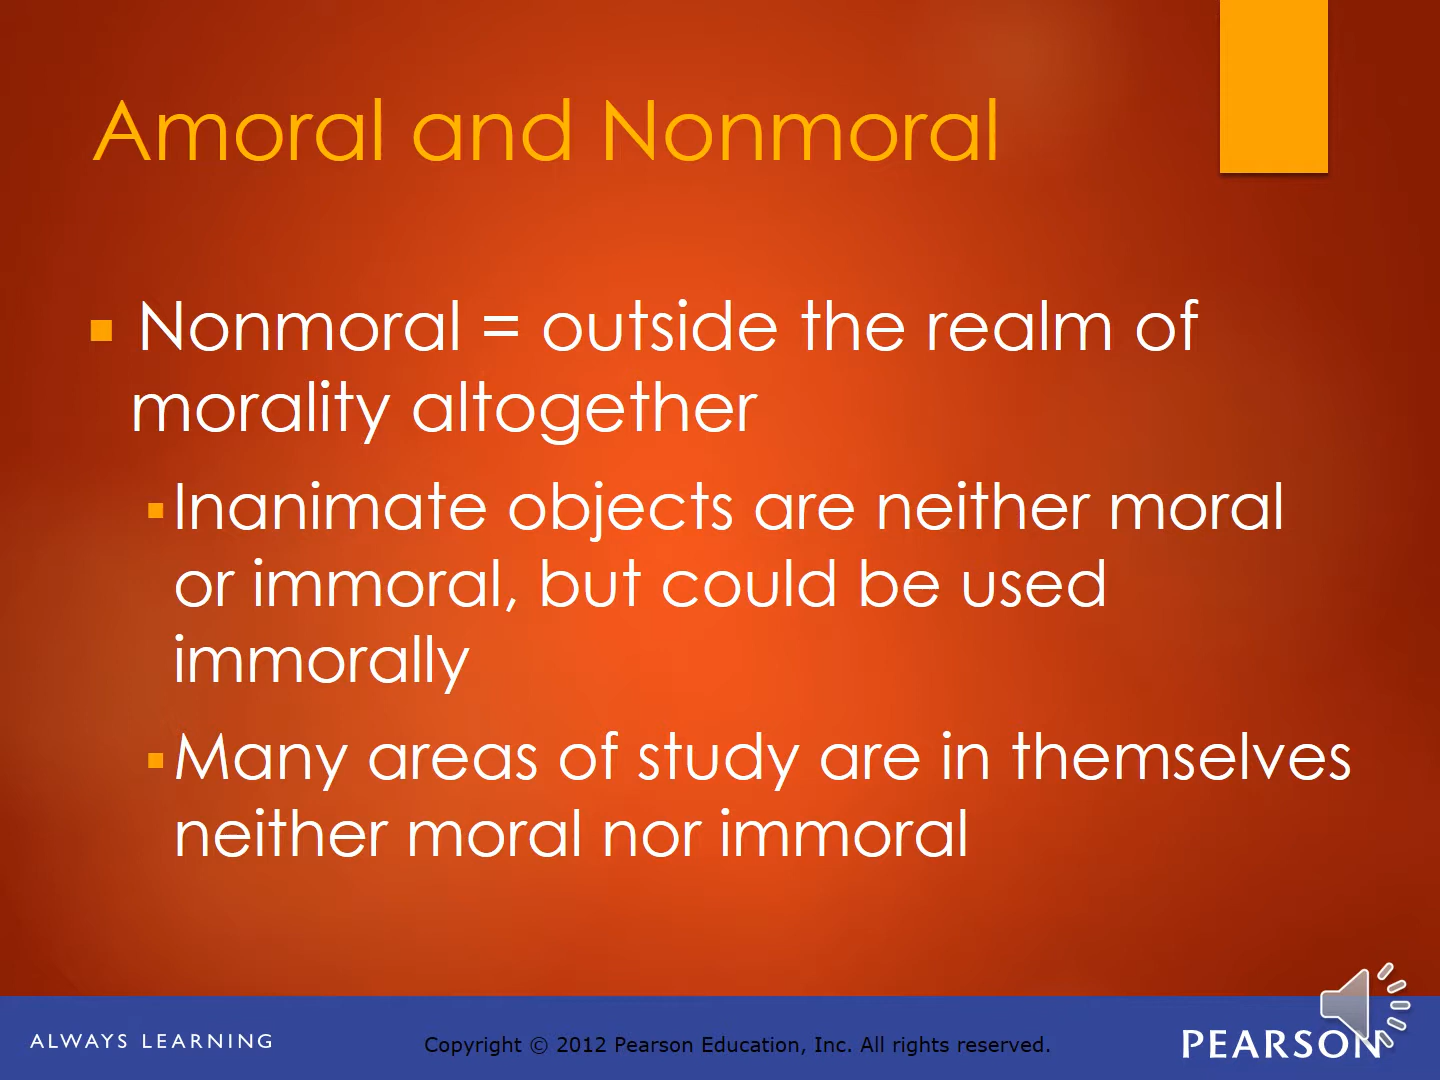 Amoral and Nonmoral
Nonmoral = outside the realm of
morality altogether
Inanimate objects are neither moral
or immoral, but could be used
immorally
Many areas of study are in themselves
neither moral nor immoral
ALWAYS LEARNING
Copyright © 2012 Pearson Education, Inc. All rights reserved.
PEARSON